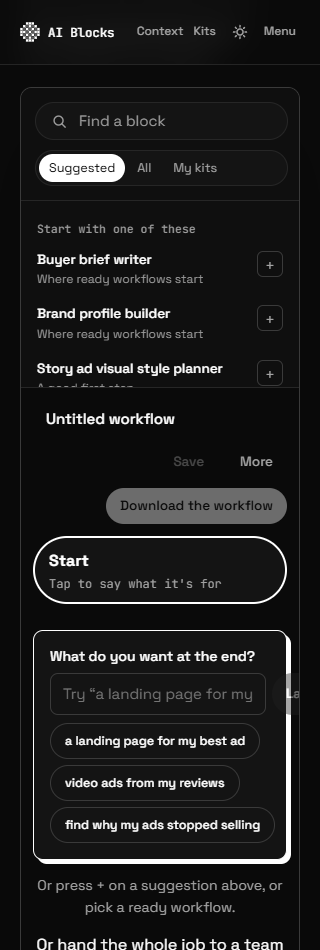 AI Blocks
Context Kits Menu
Find a block
Suggested All My kits
Start with one of these
Buyer brief writer
Where ready workflows start
+
Brand profile builder
Where ready workflows start
+
Story ad visual style planner
A good first step
+
Untitled workflow
Save More
Download the workflow
Start
Tap to say what it's for
What do you want at the end?
Try “a landing page for my
La
a landing page for my best ad
video ads from my reviews
find why my ads stopped selling
Or press + on a suggestion above, or
pick a ready workflow.
Or hand the whole job to a team